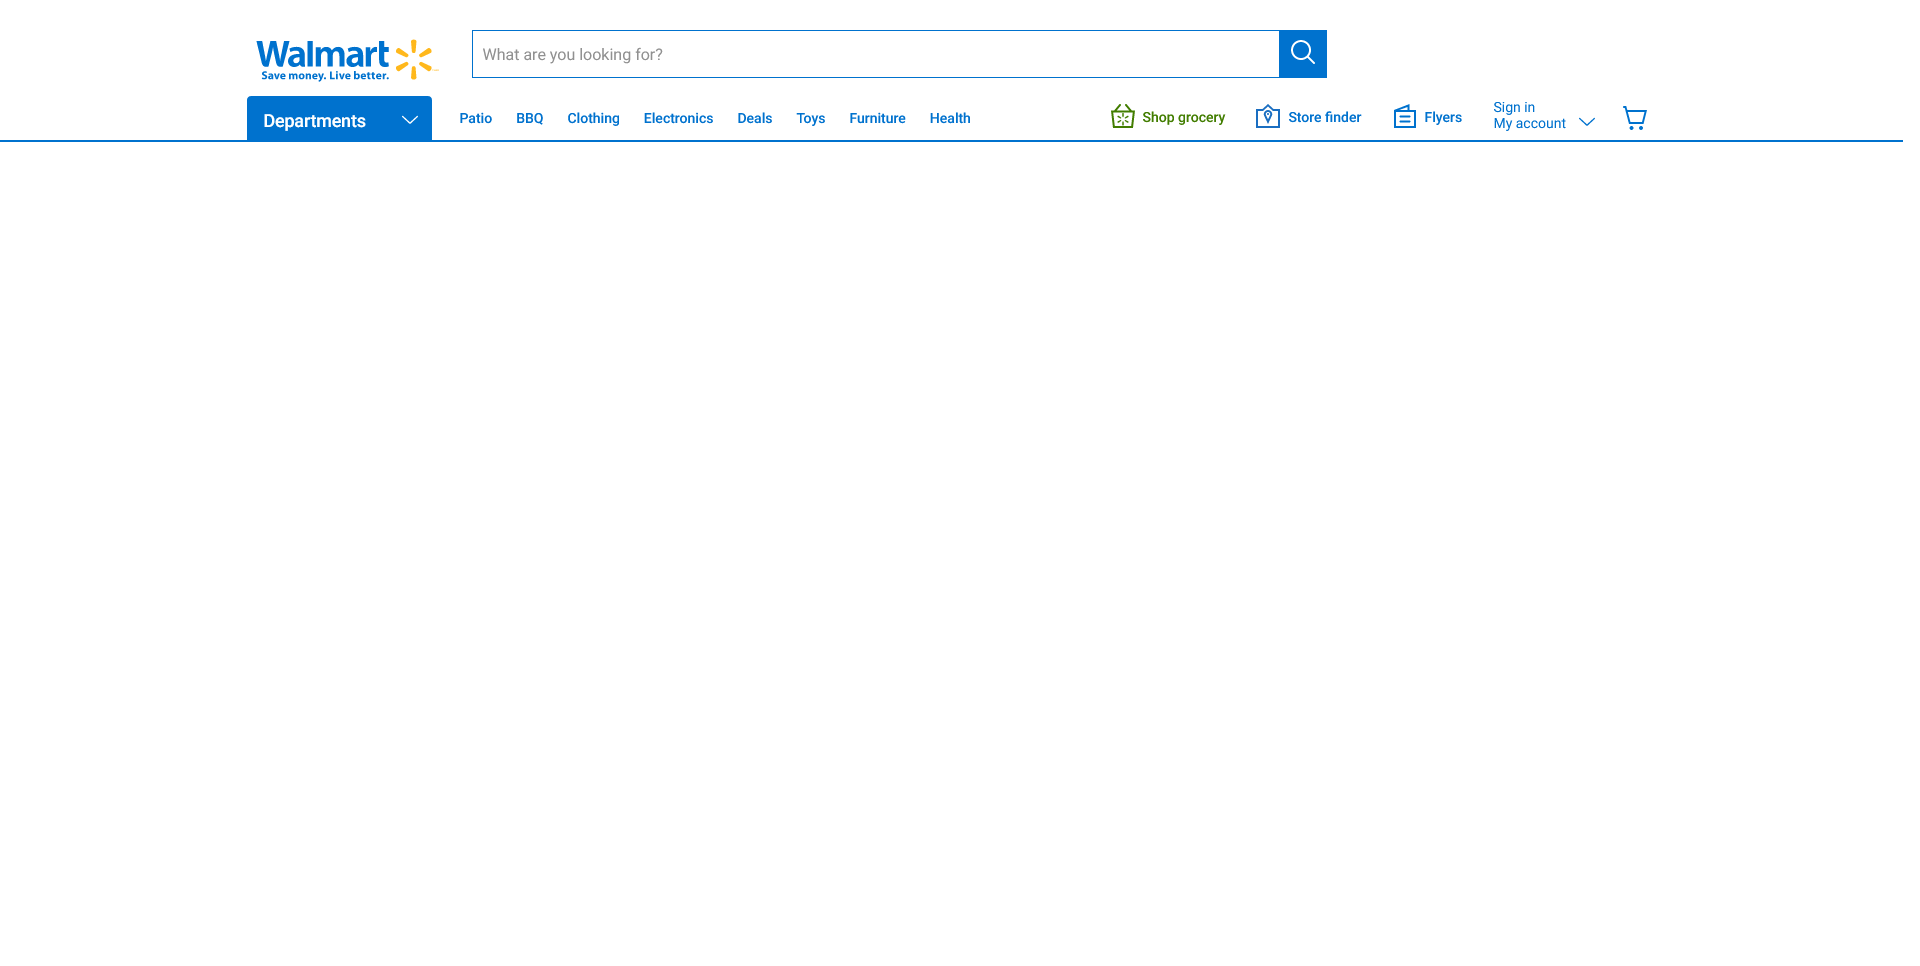 Walmart
Save money. Live better.
What are you looking for?
Departments
Patio BBQ Clothing Electronics Deals Toys Furniture Health
Shop grocery
Store finder
Flyers
Sign in
My account